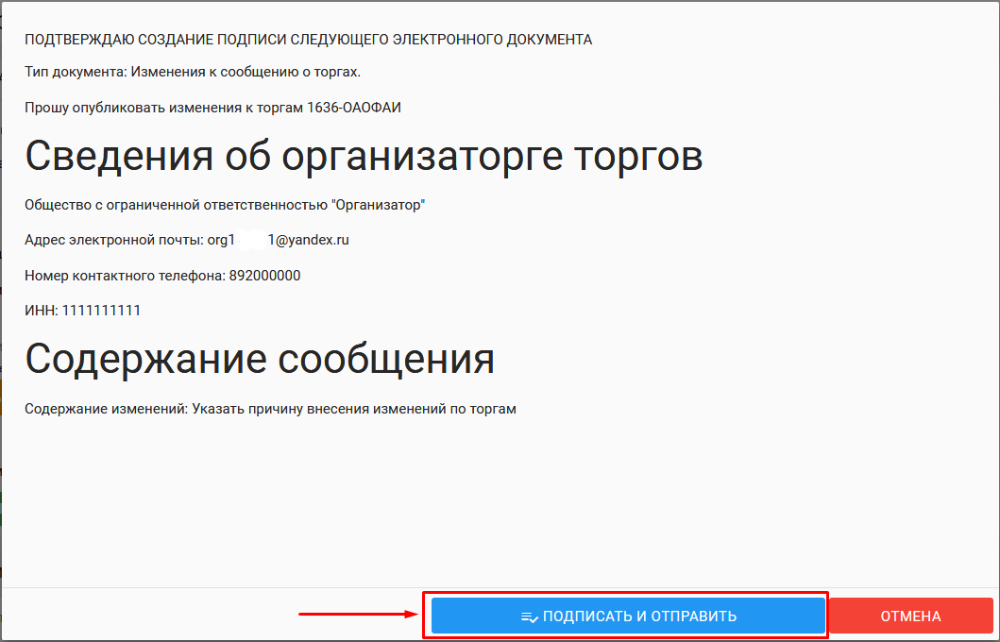 ПОДТВЕРЖДАЮ СОЗДАНИЕ ПОДПИСИ СЛЕДУЮЩЕГО ЭЛЕКТРОННОГО ДОКУМЕНТА
Тип документа: Изменения к сообщению о торгах.
Прошу опубликовать изменения к торгам 1636-ОАОФАИ
Сведения об организаторге торгов
Общество с ограниченной ответственностью "Организатор"
Адрес электронной почты: org1 1@yandex.ru
Номер контактного телефона: 892000000
ИНН: 1111111111
Содержание сообщения
Содержание изменений: Указать причину внесения изменений по торгам
ПОДПИСАТЬ И ОТПРАВИТЬ ОТМЕНА